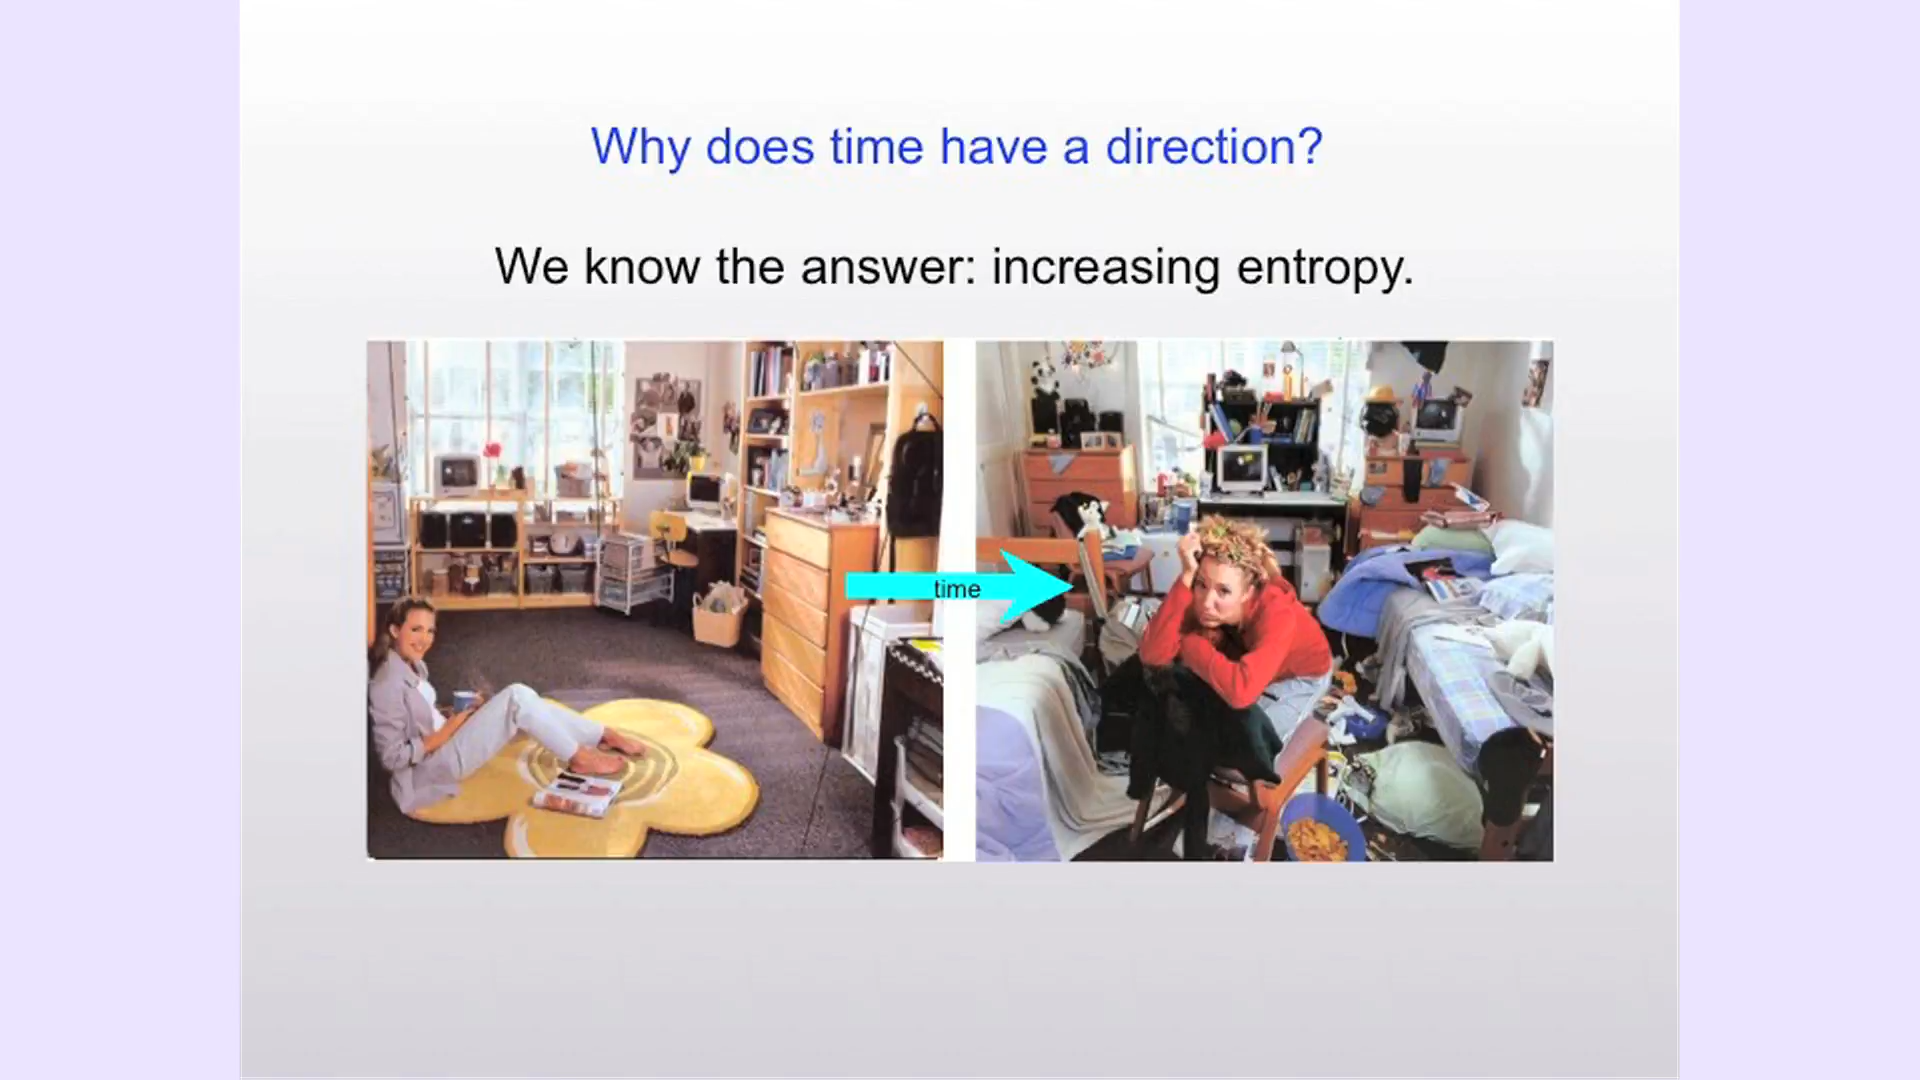 Why does time have a direction?
We know the answer: increasing entropy.
time